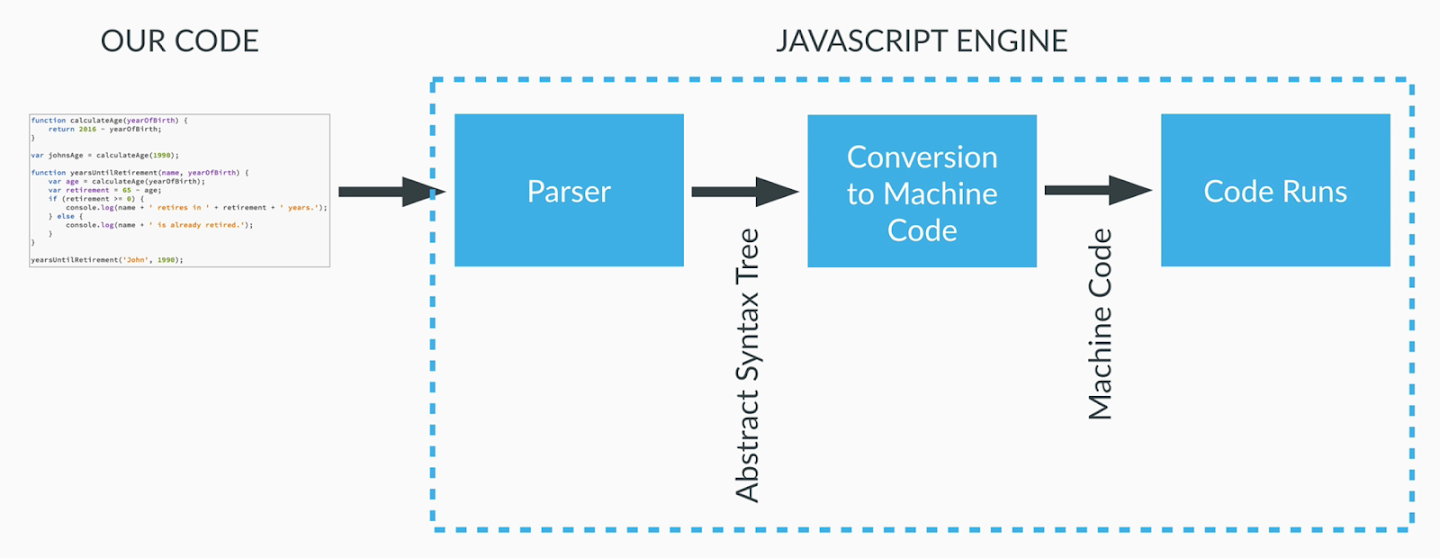 OUR CODE
JAVASCRIPT ENGINE
function calculateAge(yearOfBirth) {
return 2016 - yearOfBirth;
}
var johnsAge = calculateAge(1990);
function yearsUntilRetirement(name, yearOfBirth) {
var age = calculateAge(yearOfBirth);
var retirement = 65 - age;
if (retirement >= 0) {
console.log(name + ' retires in ' + retirement + ' years.');
} else {
console.log(name + ' is already retired.');
}
}
yearsUntilRetirement('John', 1990);
Parser
Abstract Syntax Tree
Conversion
to Machine
Code
Machine Code
Code Runs